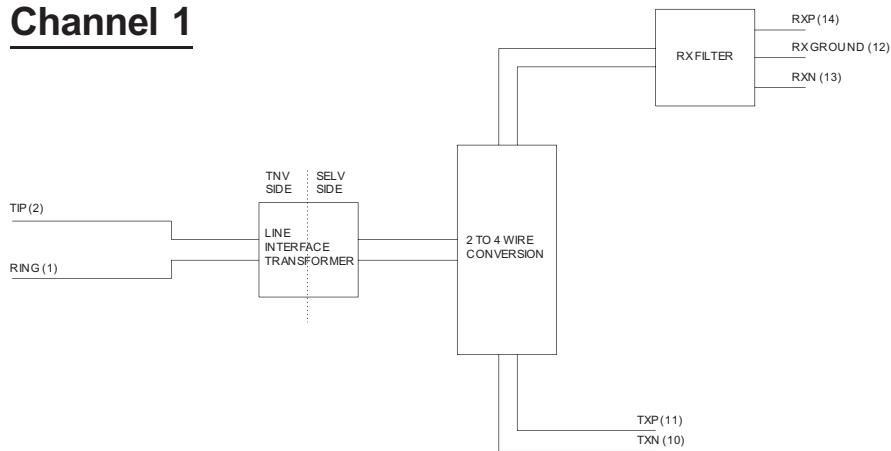 Channel 1
RXP (14)
RX GROUND (12)
RX FILTER
RXN (13)
TNV SIDE
SELV SIDE
TIP (2)
LINE INTERFACE TRANSFORMER
2 TO 4 WIRE CONVERSION
RING (1)
TXP (11)
TXN (10)